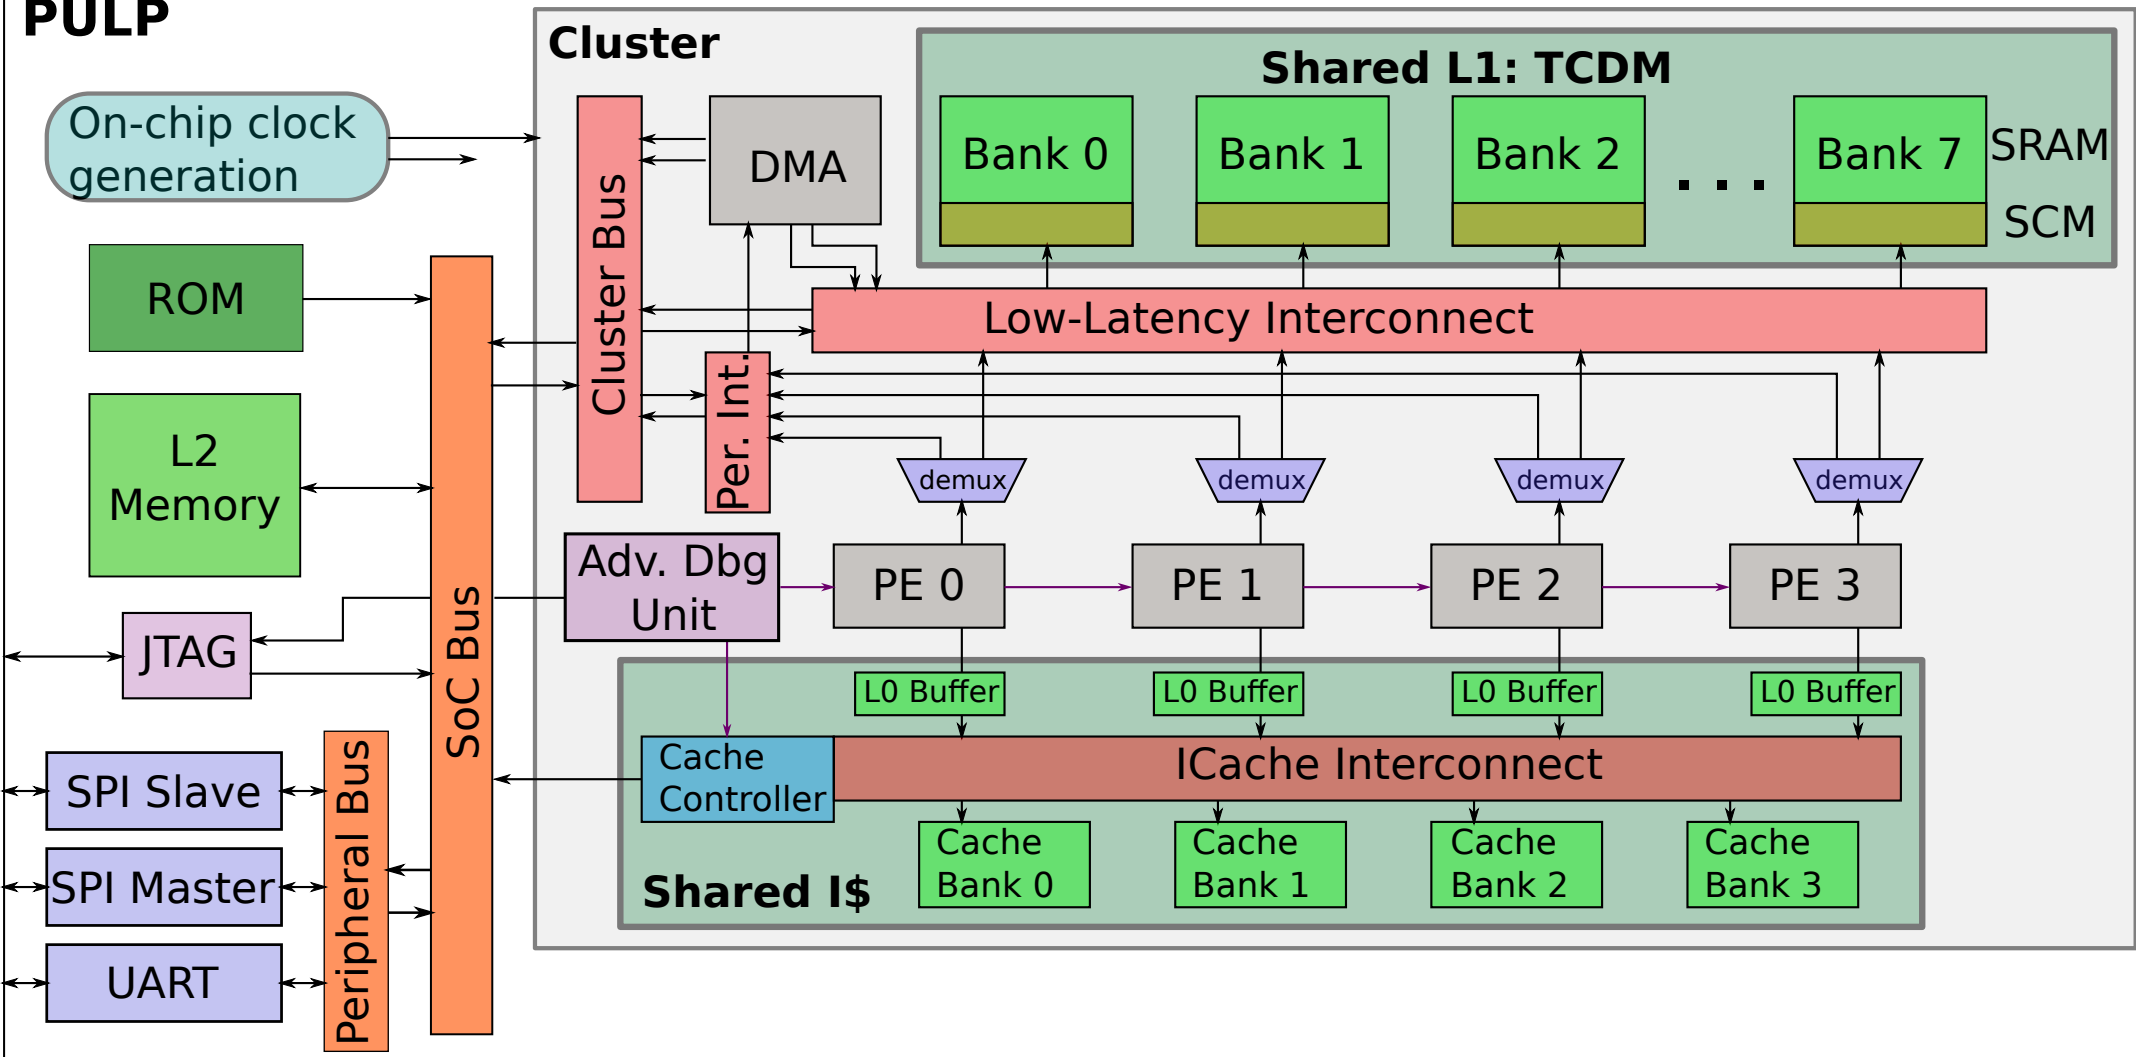 PULP
On-chip clock
generation
ROM
L2
Memory
JTAG
SPI Slave
SPI Master
UART
Peripheral Bus
SoC Bus
Cluster
Cluster Bus
DMA
Per. Int.
Shared L1: TCDM
Bank 0
Bank 1
Bank 2
. . .
Bank 7
SRAM
SCM
Low-Latency Interconnect
demux
demux
demux
demux
Adv. Dbg
Unit
PE 0
PE 1
PE 2
PE 3
L0 Buffer
L0 Buffer
L0 Buffer
L0 Buffer
Cache
Controller
ICache Interconnect
Cache
Bank 0
Cache
Bank 1
Cache
Bank 2
Cache
Bank 3
Shared I$